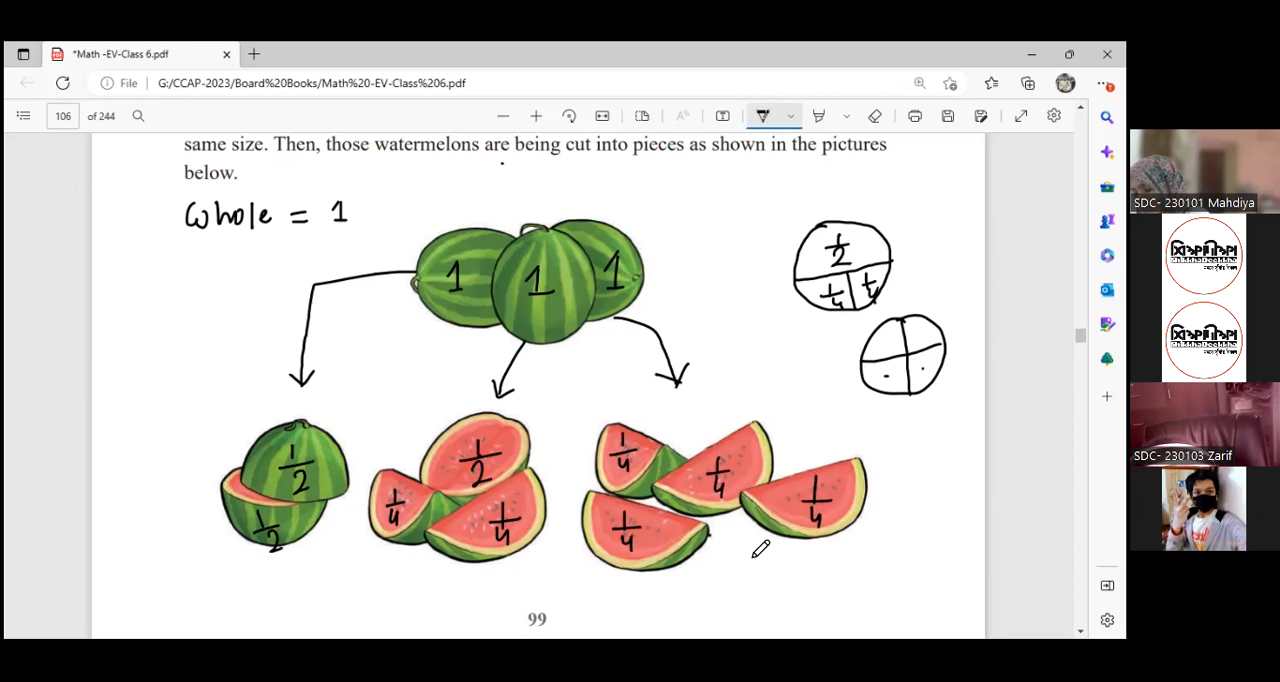 *Math -EV-Class 6.pdf
File G:/CCAP-2023/Board%20Books/Math%20-EV-Class%206.pdf
106 of 244
same size. Then, those watermelons are being cut into pieces as shown in the pictures
below.
whole = 1
1 1 1
1/2
1/4 1/4
1/2 1/2
1/4 1/2 1/4
1/4 1/4 1/4 1/4
99
SDC- 230101 Mahdiya
শিক্ষাদীক্ষা
ShikshaDeeksha
শিক্ষাদীক্ষা
ShikshaDeeksha
SDC- 230103 Zarif